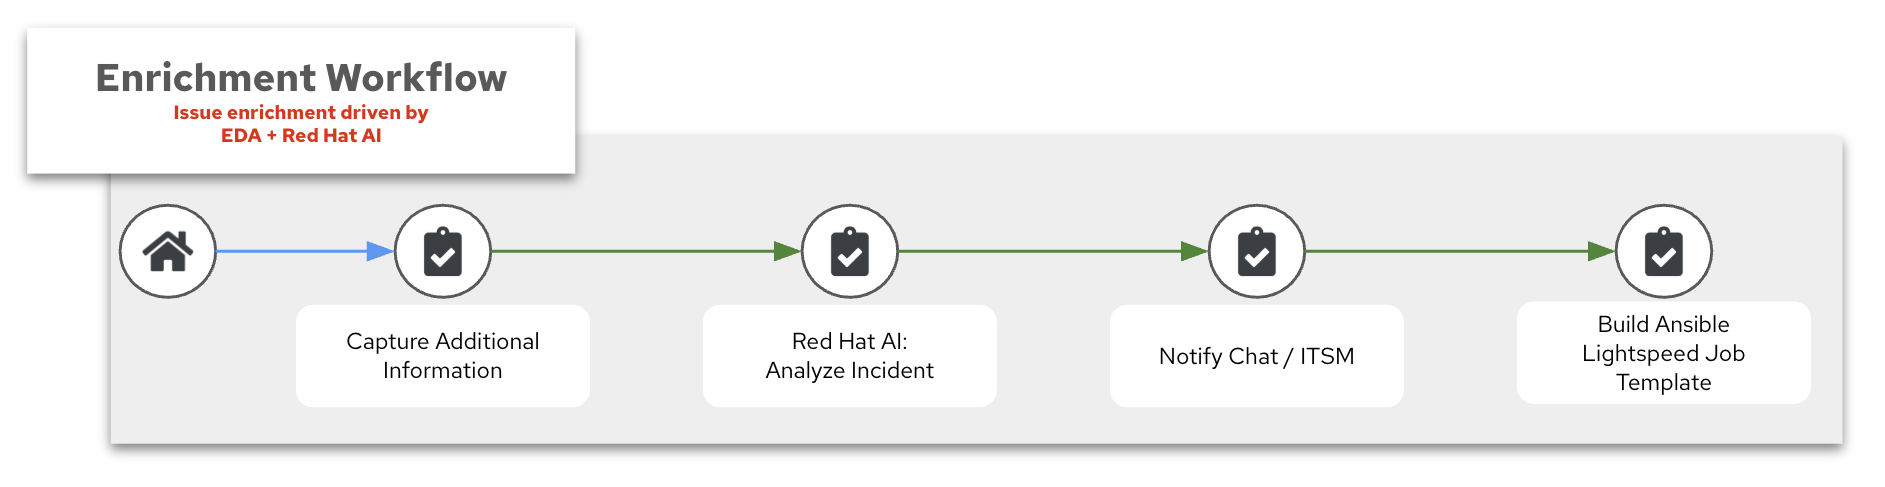 Enrichment Workflow
Issue enrichment driven by
EDA + Red Hat AI
Capture Additional
Information
Red Hat AI:
Analyze Incident
Notify Chat / ITSM
Build Ansible
Lightspeed Job
Template